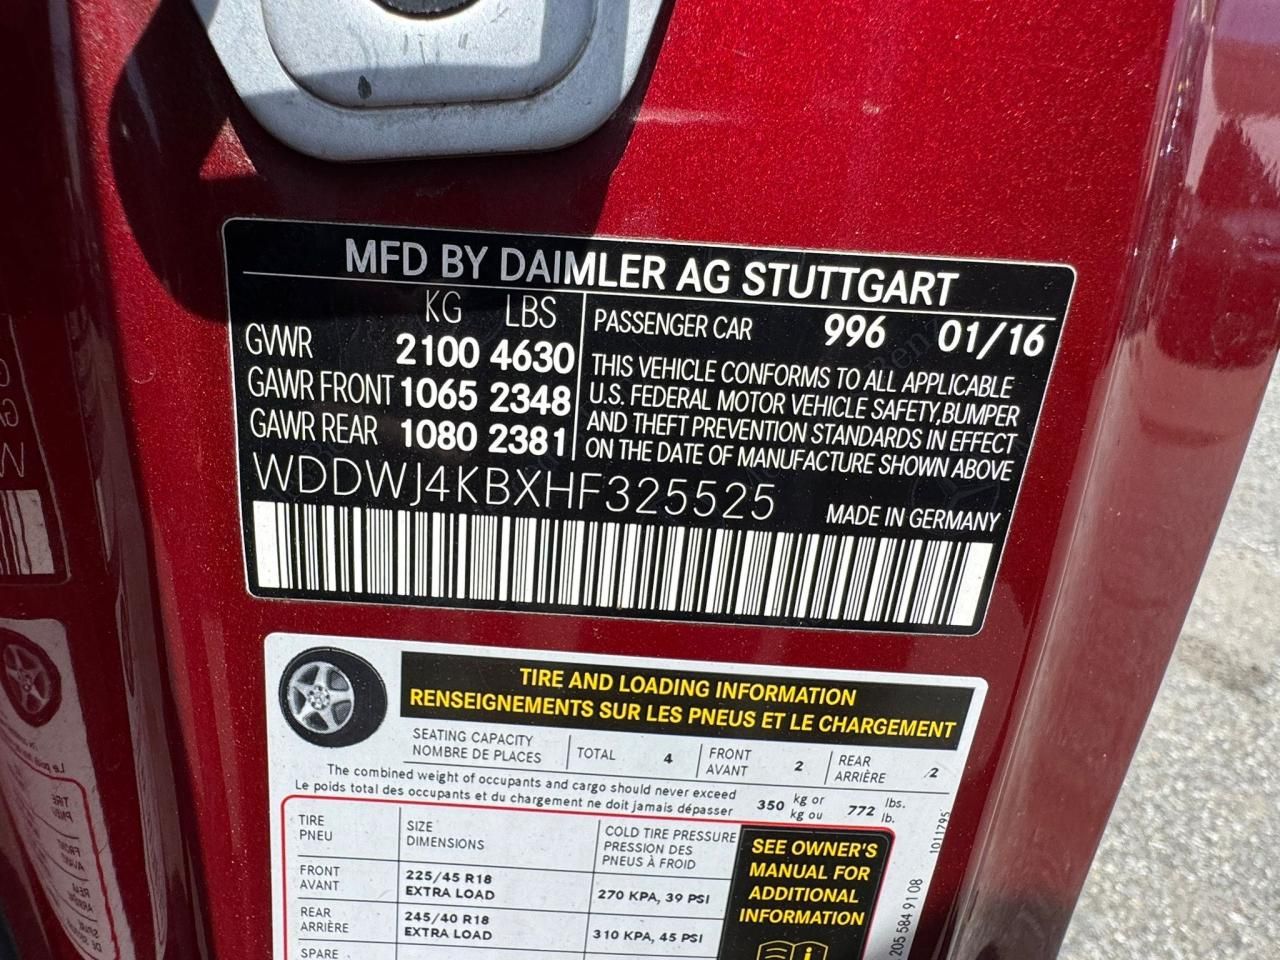 MFD BY DAIMLER AG STUTTGART
KG LBS
GVWR 2100 4630
GAWR FRONT 1065 2348
GAWR REAR 1080 2381
PASSENGER CAR 996 01/16
THIS VEHICLE CONFORMS TO ALL APPLICABLE
U.S. FEDERAL MOTOR VEHICLE SAFETY, BUMPER
AND THEFT PREVENTION STANDARDS IN EFFECT
ON THE DATE OF MANUFACTURE SHOWN ABOVE
WDDWJ4KBXHF325525
MADE IN GERMANY
TIRE AND LOADING INFORMATION
RENSEIGNEMENTS SUR LES PNEUS ET LE CHARGEMENT
SEATING CAPACITY
NOMBRE DE PLACES
TOTAL 4
FRONT
AVANT
2
REAR
ARRIÈRE
2
The combined weight of occupants and cargo should never exceed
Le poids total des occupants et du chargement ne doit jamais dépasser
350 kg or
kg ou
772 lbs.
lb.
TIRE
PNEU
SIZE
DIMENSIONS
COLD TIRE PRESSURE
PRESSION DES
PNEUS À FROID
FRONT
AVANT
225/45 R18
EXTRA LOAD
270 KPA, 39 PSI
REAR
ARRIÈRE
245/40 R18
EXTRA LOAD
310 KPA, 45 PSI
SPARE
SEE OWNER'S
MANUAL FOR
ADDITIONAL
INFORMATION
1011795
205 584 91 08